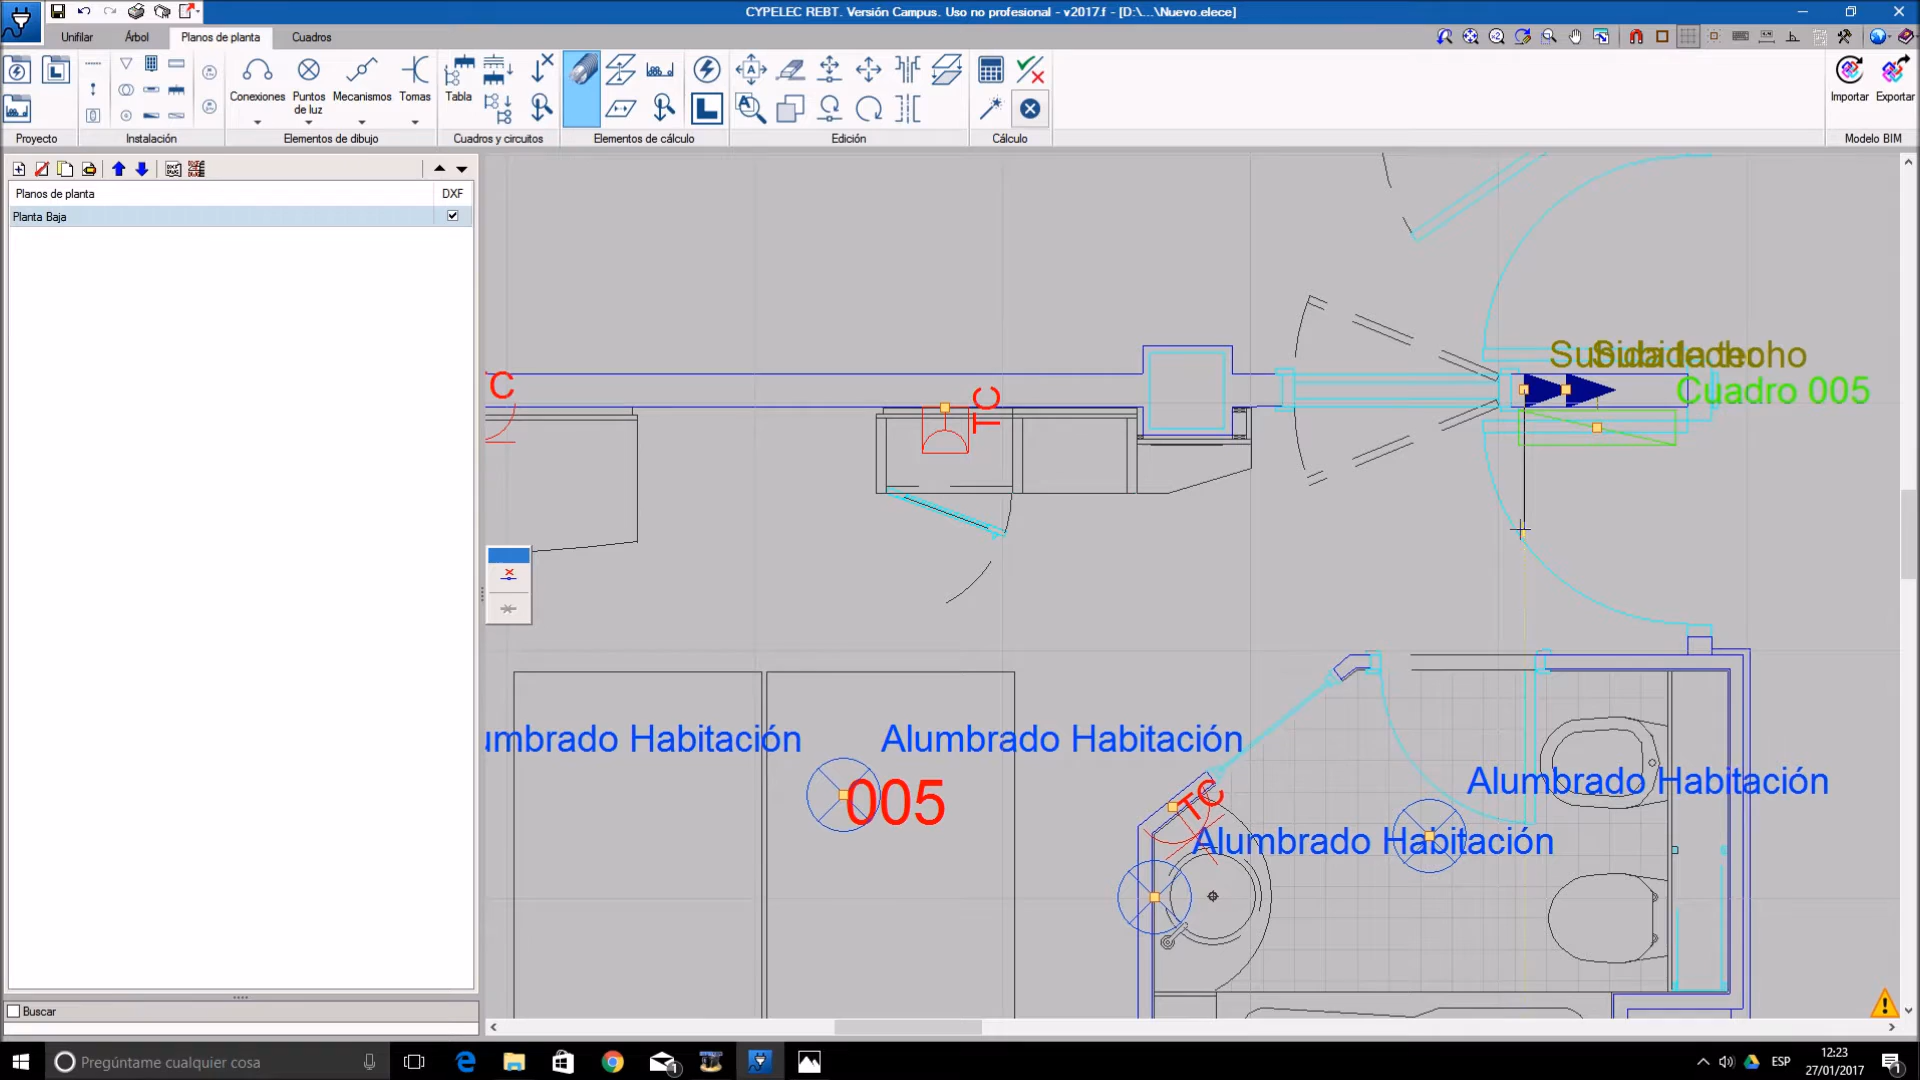 CYPELEC REBT. Versión Campus. Uso no profesional - v2017.f - [D:\...\Nuevo.elece]
Unifilar
Árbol
Planos de planta
Cuadros
Conexiones
Puntos de luz
Mecanismos
Tomas
Tabla
Importar
Exportar
Proyecto
Instalación
Elementos de dibujo
Cuadros y circuitos
Elementos de cálculo
Edición
Cálculo
Modelo BIM
Planos de planta
DXF
Planta Baja
Buscar
C
TC
Cuadro 005
umbrado Habitación
Alumbrado Habitación
005
TC
Alumbrado Habitación
Alumbrado Habitación
Pregúntame cualquier cosa
ESP
12:23
27/01/2017